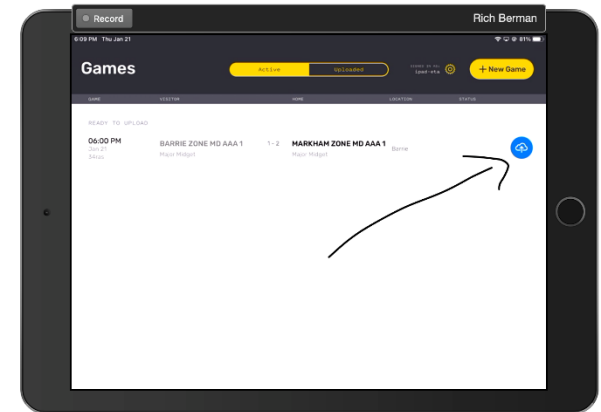 Record
Rich Berman
6:09 PM Thu Jan 21
81%
Games
Active
Uploaded
ipad-ota
+ New Game
GAME VISITOR HOME LOCATION STATUS
READY TO UPLOAD
06:00 PM BARRIE ZONE MD AAA 1 1 - 2 MARKHAM ZONE MD AAA 1 Barrie
Jan 21 Major Midget Major Midget